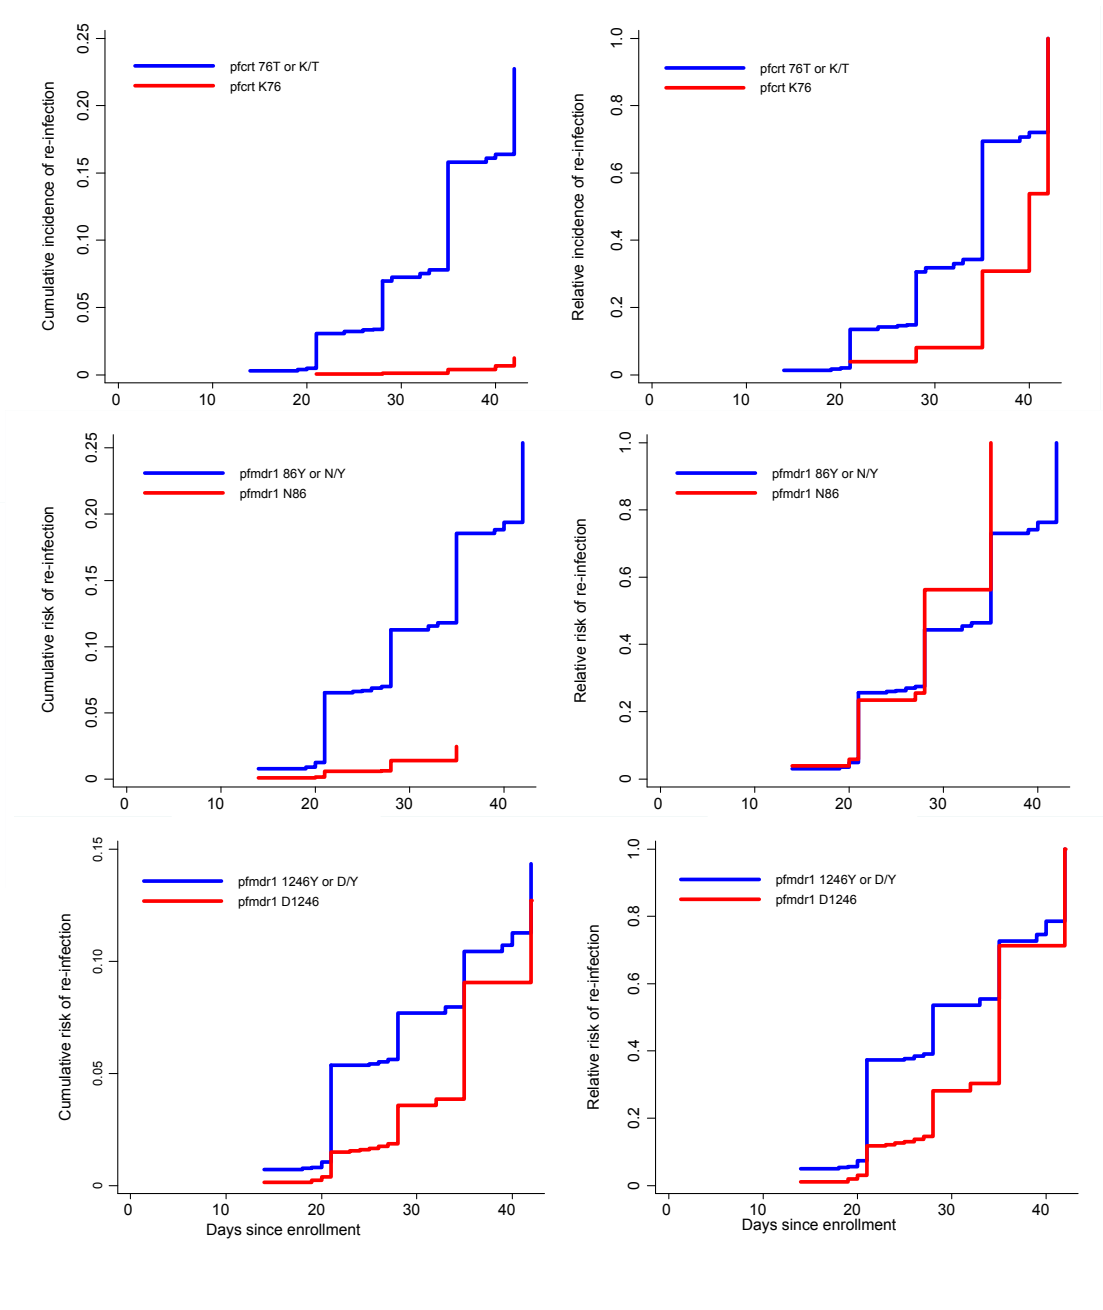 Cumulative incidence of re-infection
0.25
0.20
0.15
0.10
0.05
0
pfcrt 76T or K/T
pfcrt K76
0 10 20 30 40
Relative incidence of re-infection
1.0
0.8
0.6
0.4
0.2
0
pfcrt 76T or K/T
pfcrt K76
0 10 20 30 40
Cumulative risk of re-infection
0.25
0.20
0.15
0.10
0.05
0
pfmdr1 86Y or N/Y
pfmdr1 N86
0 10 20 30 40
Relative risk of re-infection
1.0
0.8
0.6
0.4
0.2
0
pfmdr1 86Y or N/Y
pfmdr1 N86
0 10 20 30 40
Cumulative risk of re-infection
0.15
0.10
0.05
0
pfmdr1 1246Y or D/Y
pfmdr1 D1246
0 10 20 30 40
Days since enrollment
Relative risk of re-infection
1.0
0.8
0.6
0.4
0.2
0
pfmdr1 1246Y or D/Y
pfmdr1 D1246
0 10 20 30 40
Days since enrollment